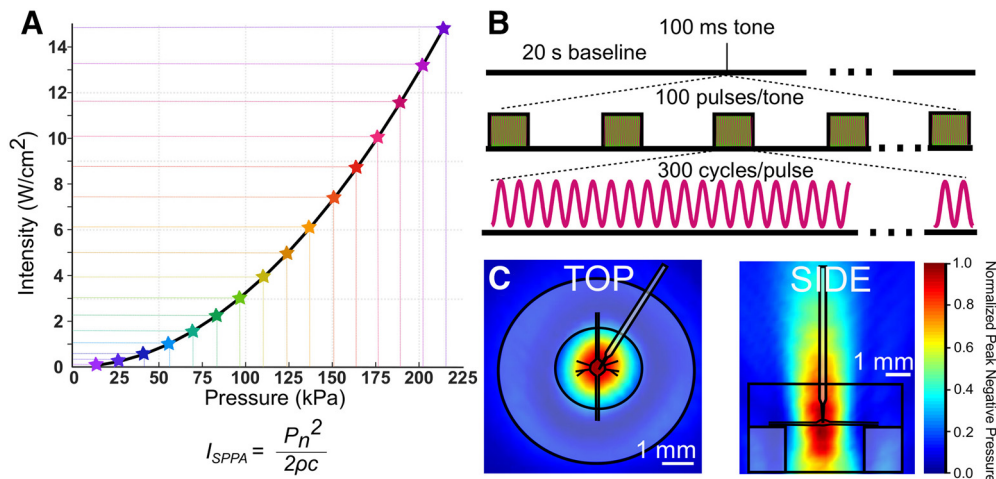 A
Intensity (W/cm²)
14
12
10
8
6
4
2
0
0 25 50 75 100 125 150 175 200 225
Pressure (kPa)
I_SPPA = P_n² / 2ρc
B
100 ms tone
20 s baseline
100 pulses/tone
300 cycles/pulse
C
TOP
1 mm
SIDE
1 mm
1.0
0.8
0.6
0.4
0.2
0.0
Normalized Peak Negative Pressure